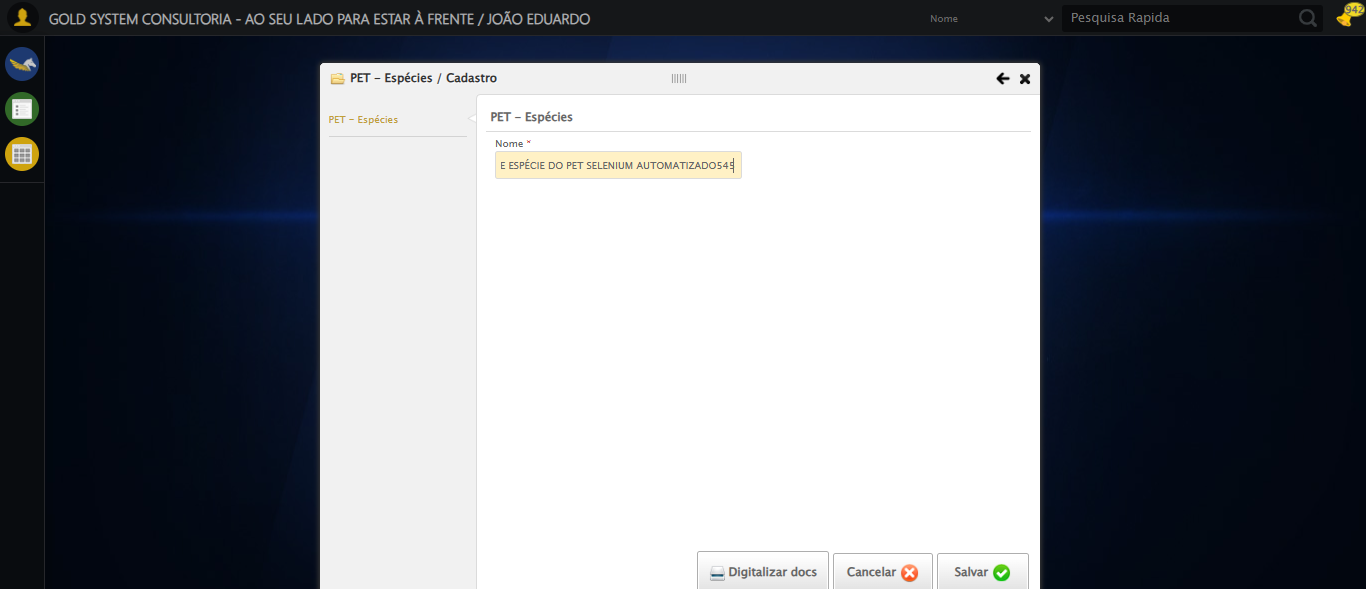 GOLD SYSTEM CONSULTORIA - AO SEU LADO PARA ESTAR À FRENTE / JOÃO EDUARDO
Nome
Pesquisa Rapida
942
PET - Espécies / Cadastro
PET - Espécies
PET - Espécies
Nome *
E ESPÉCIE DO PET SELENIUM AUTOMATIZADO545
Digitalizar docs
Cancelar
Salvar